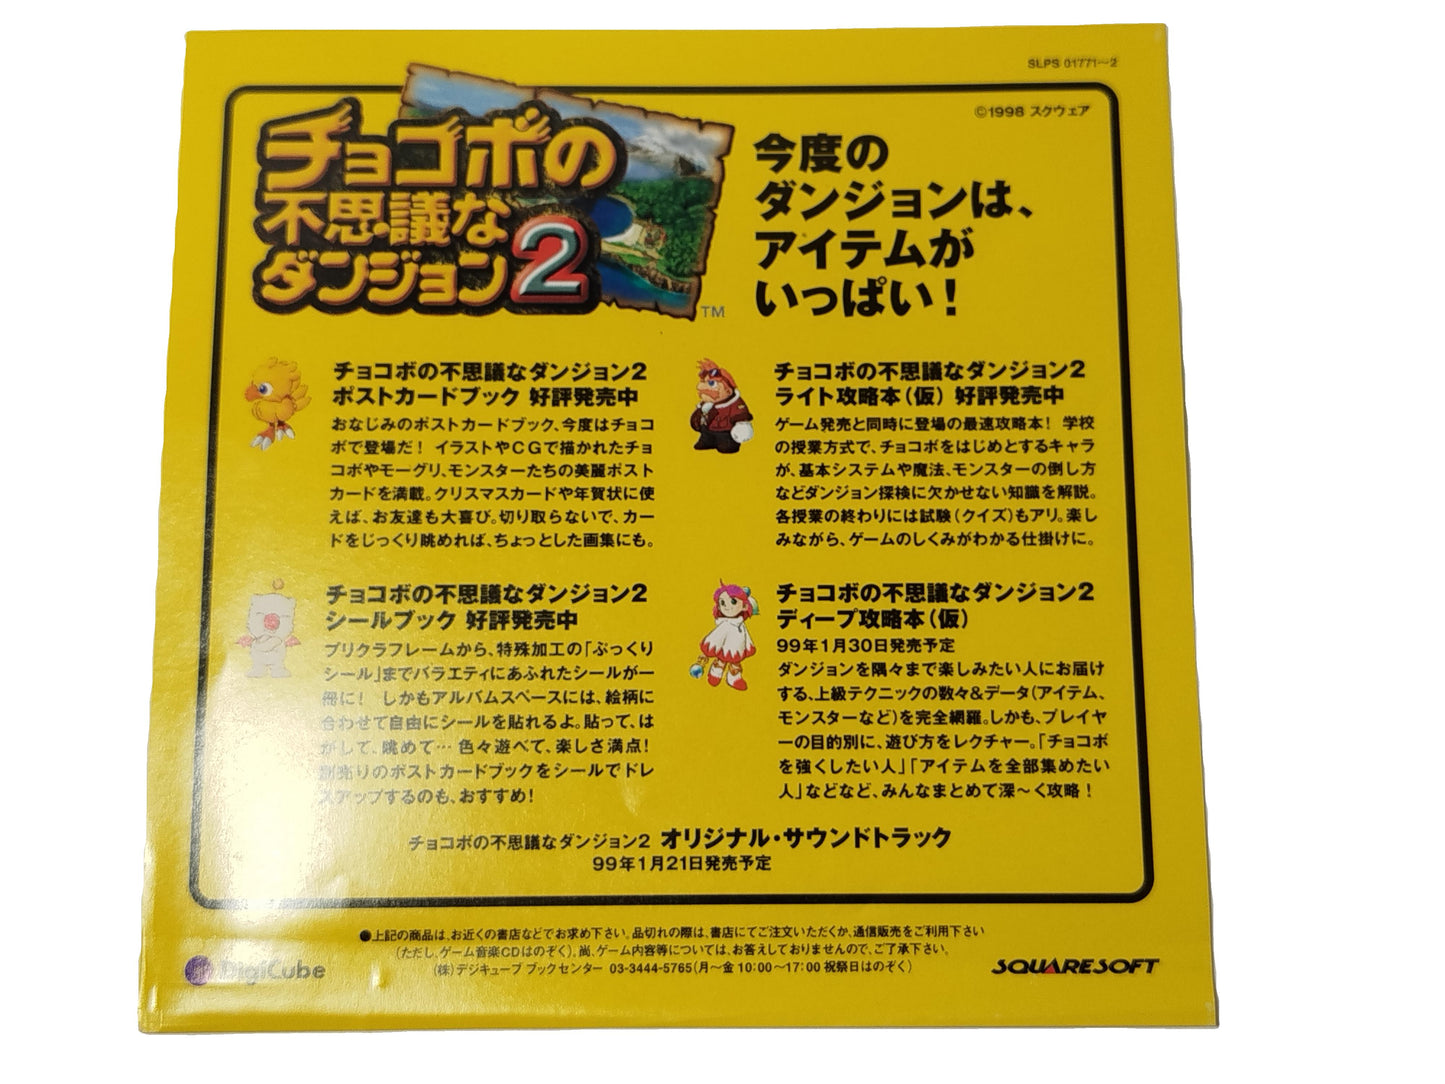 SLPS 01771〜2
©1998 スクウェア
チョコボの
不思議な
ダンジョン2
TM
今度の
ダンジョンは、
アイテムが
いっぱい!
チョコボの不思議なダンジョン2
ポストカードブック 好評発売中
おなじみのポストカードブック、今度はチョコ
ボで登場だ! イラストやCGで描かれたチョ
コボやモーグリ、モンスターたちの美麗ポスト
カードを満載。クリスマスカードや年賀状に使
えば、お友達も大喜び。切り取らないで、カー
ドをじっくり眺めれば、ちょっとした画集にも。
チョコボの不思議なダンジョン2
ライト攻略本(仮) 好評発売中
ゲーム発売と同時に登場の最速攻略本! 学校
の授業方式で、チョコボをはじめとするキャラ
が、基本システムや魔法、モンスターの倒し方
などダンジョン探検に欠かせない知識を解説。
各授業の終わりには試験(クイズ)もアリ。楽し
みながら、ゲームのしくみがわかる仕掛けに。
チョコボの不思議なダンジョン2
シールブック 好評発売中
プリクラフレームから、特殊加工の「ぷっくり
シール」までバラエティにあふれたシールが一
冊に! しかもアルバムスペースには、絵柄に
合わせて自由にシールを貼れるよ。貼って、は
がして、眺めて… 色々遊べて、楽しさ満点!
別売りのポストカードブックをシールでドレ
スアップするのも、おすすめ!
チョコボの不思議なダンジョン2
ディープ攻略本(仮)
99年1月30日発売予定
ダンジョンを隅々まで楽しみたい人にお届け
する、上級テクニックの数々&データ(アイテム、
モンスターなど)を完全網羅。しかも、プレイヤ
ーの目的別に、遊び方をレクチャー。「チョコボ
を強くしたい人」「アイテムを全部集めたい
人」などなど、みんなまとめて深〜く攻略!
チョコボの不思議なダンジョン2 オリジナル・サウンドトラック
99年1月21日発売予定
●上記の商品は、お近くの書店などでお求め下さい。品切れの際は、書店にてご注文いただくか、通信販売をご利用下さい
(ただし、ゲーム音楽CDはのぞく)。尚、ゲーム内容等については、お答えしておりませんので、ご了承下さい。
(株)デジキューブ ブックセンター 03-3444-5765(月〜金 10:00〜17:00 祝祭日はのぞく)
DigiCube
SQUARESOFT